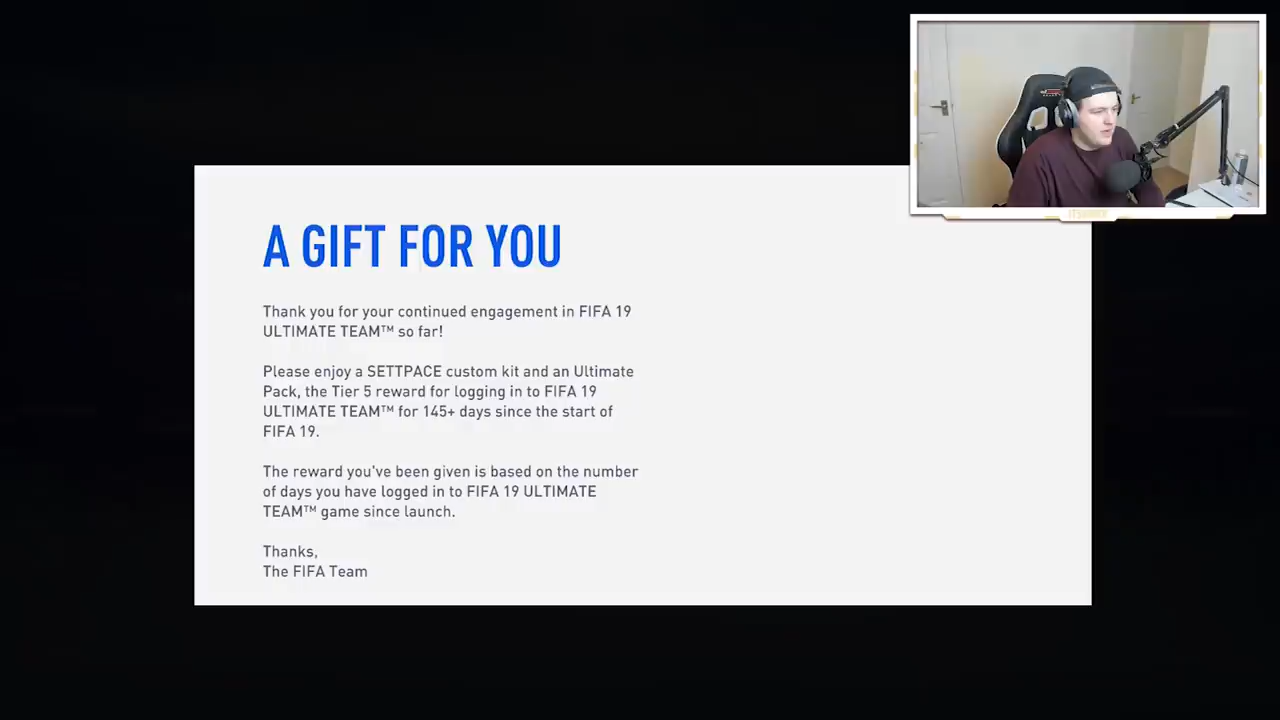 A GIFT FOR YOU
Thank you for your continued engagement in FIFA 19
ULTIMATE TEAM™ so far!
Please enjoy a SETTPACE custom kit and an Ultimate
Pack, the Tier 5 reward for logging in to FIFA 19
ULTIMATE TEAM™ for 145+ days since the start of
FIFA 19.
The reward you've been given is based on the number
of days you have logged in to FIFA 19 ULTIMATE
TEAM™ game since launch.
Thanks,
The FIFA Team